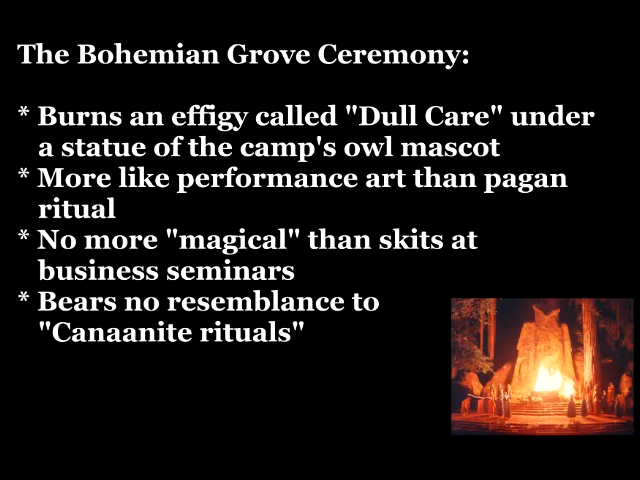 The Bohemian Grove Ceremony:
* Burns an effigy called "Dull Care" under
a statue of the camp's owl mascot
* More like performance art than pagan
ritual
* No more "magical" than skits at
business seminars
* Bears no resemblance to
"Canaanite rituals"